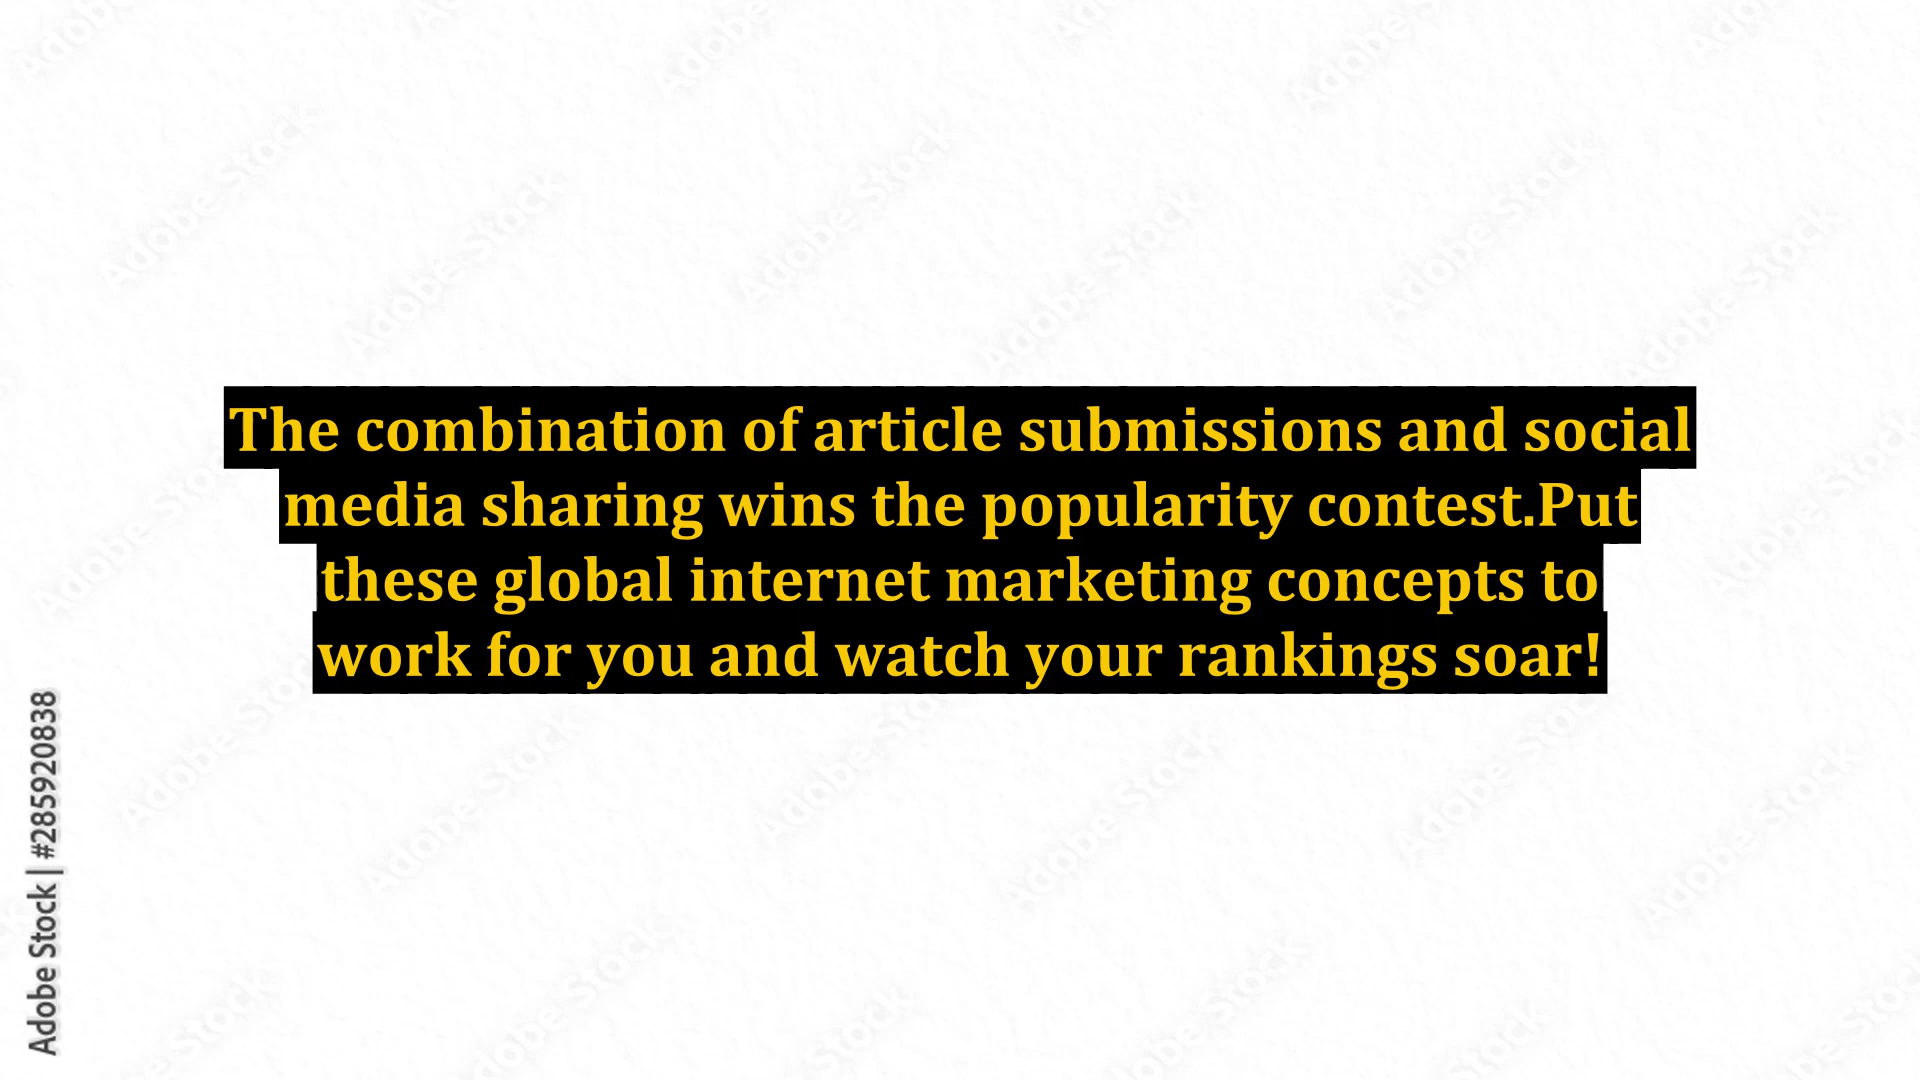 The combination of article submissions and social
media sharing wins the popularity contest.Put
these global internet marketing concepts to
work for you and watch your rankings soar!
Adobe Stock | #285920838